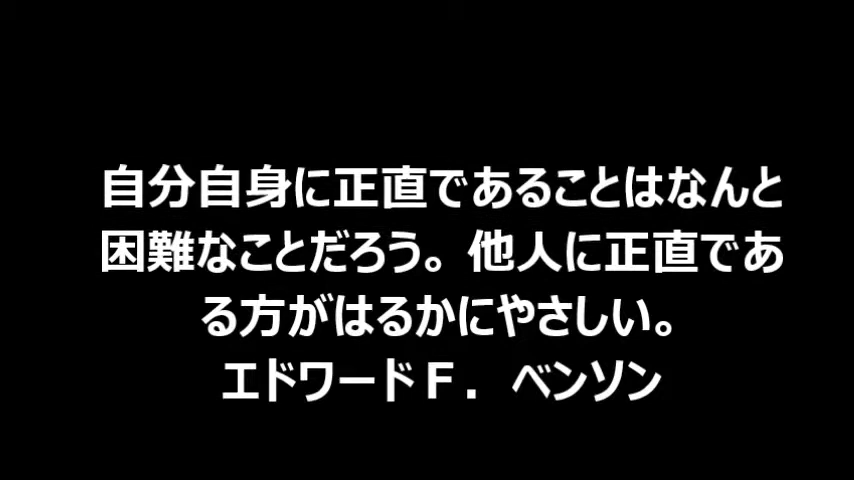 自分自身に正直であることはなんと
困難なことだろう。他人に正直であ
る方がはるかにやさしい。
エドワードＦ．ベンソン